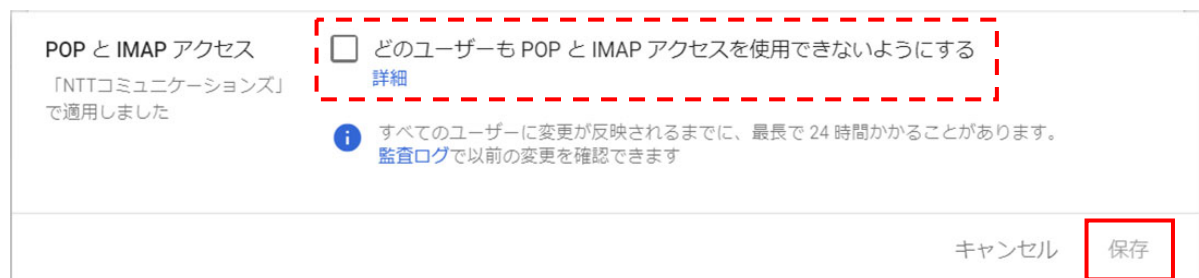 POP と IMAP アクセス
「NTTコミュニケーションズ」
で適用しました
どのユーザーも POP と IMAP アクセスを使用できないようにする
詳細
すべてのユーザーに変更が反映されるまでに、最長で 24 時間かかることがあります。
監査ログで以前の変更を確認できます
キャンセル
保存